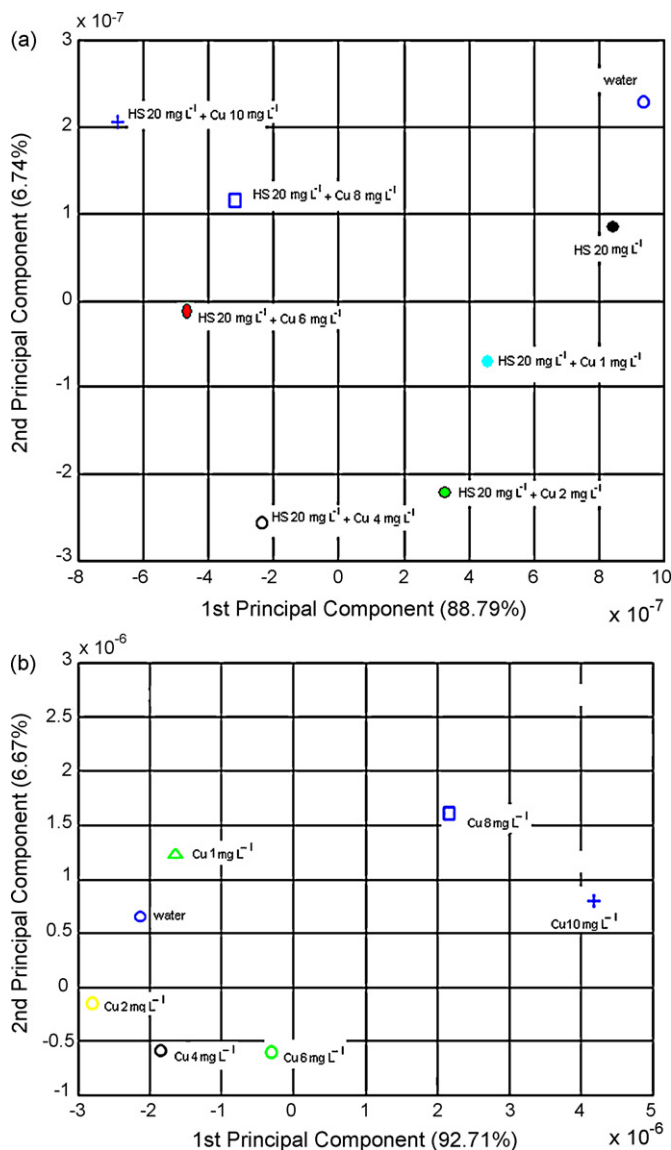 (a)
x 10⁻⁷
3
2
1
0
-1
-2
-3
2nd Principal Component (6.74%)
water
HS 20 mg L⁻¹ + Cu 10 mg L⁻¹
HS 20 mg L⁻¹ + Cu 8 mg L⁻¹
HS 20 mg L⁻¹
HS 20 mg L⁻¹ + Cu 6 mg L⁻¹
HS 20 mg L⁻¹ + Cu 1 mg L⁻¹
HS 20 mg L⁻¹ + Cu 2 mg L⁻¹
HS 20 mg L⁻¹ + Cu 4 mg L⁻¹
-8 -6 -4 -2 0 2 4 6 8 10
1st Principal Component (88.79%)
x 10⁻⁷
(b)
x 10⁻⁶
3
2.5
2
1.5
1
0.5
0
-0.5
-1
2nd Principal Component (6.67%)
Cu 8 mg L⁻¹
Cu 1 mg L⁻¹
water
Cu10 mg L⁻¹
Cu 2 mg L⁻¹
Cu 4 mg L⁻¹
Cu 6 mg L⁻¹
-3 -2 -1 0 1 2 3 4 5
1st Principal Component (92.71%)
x 10⁻⁶